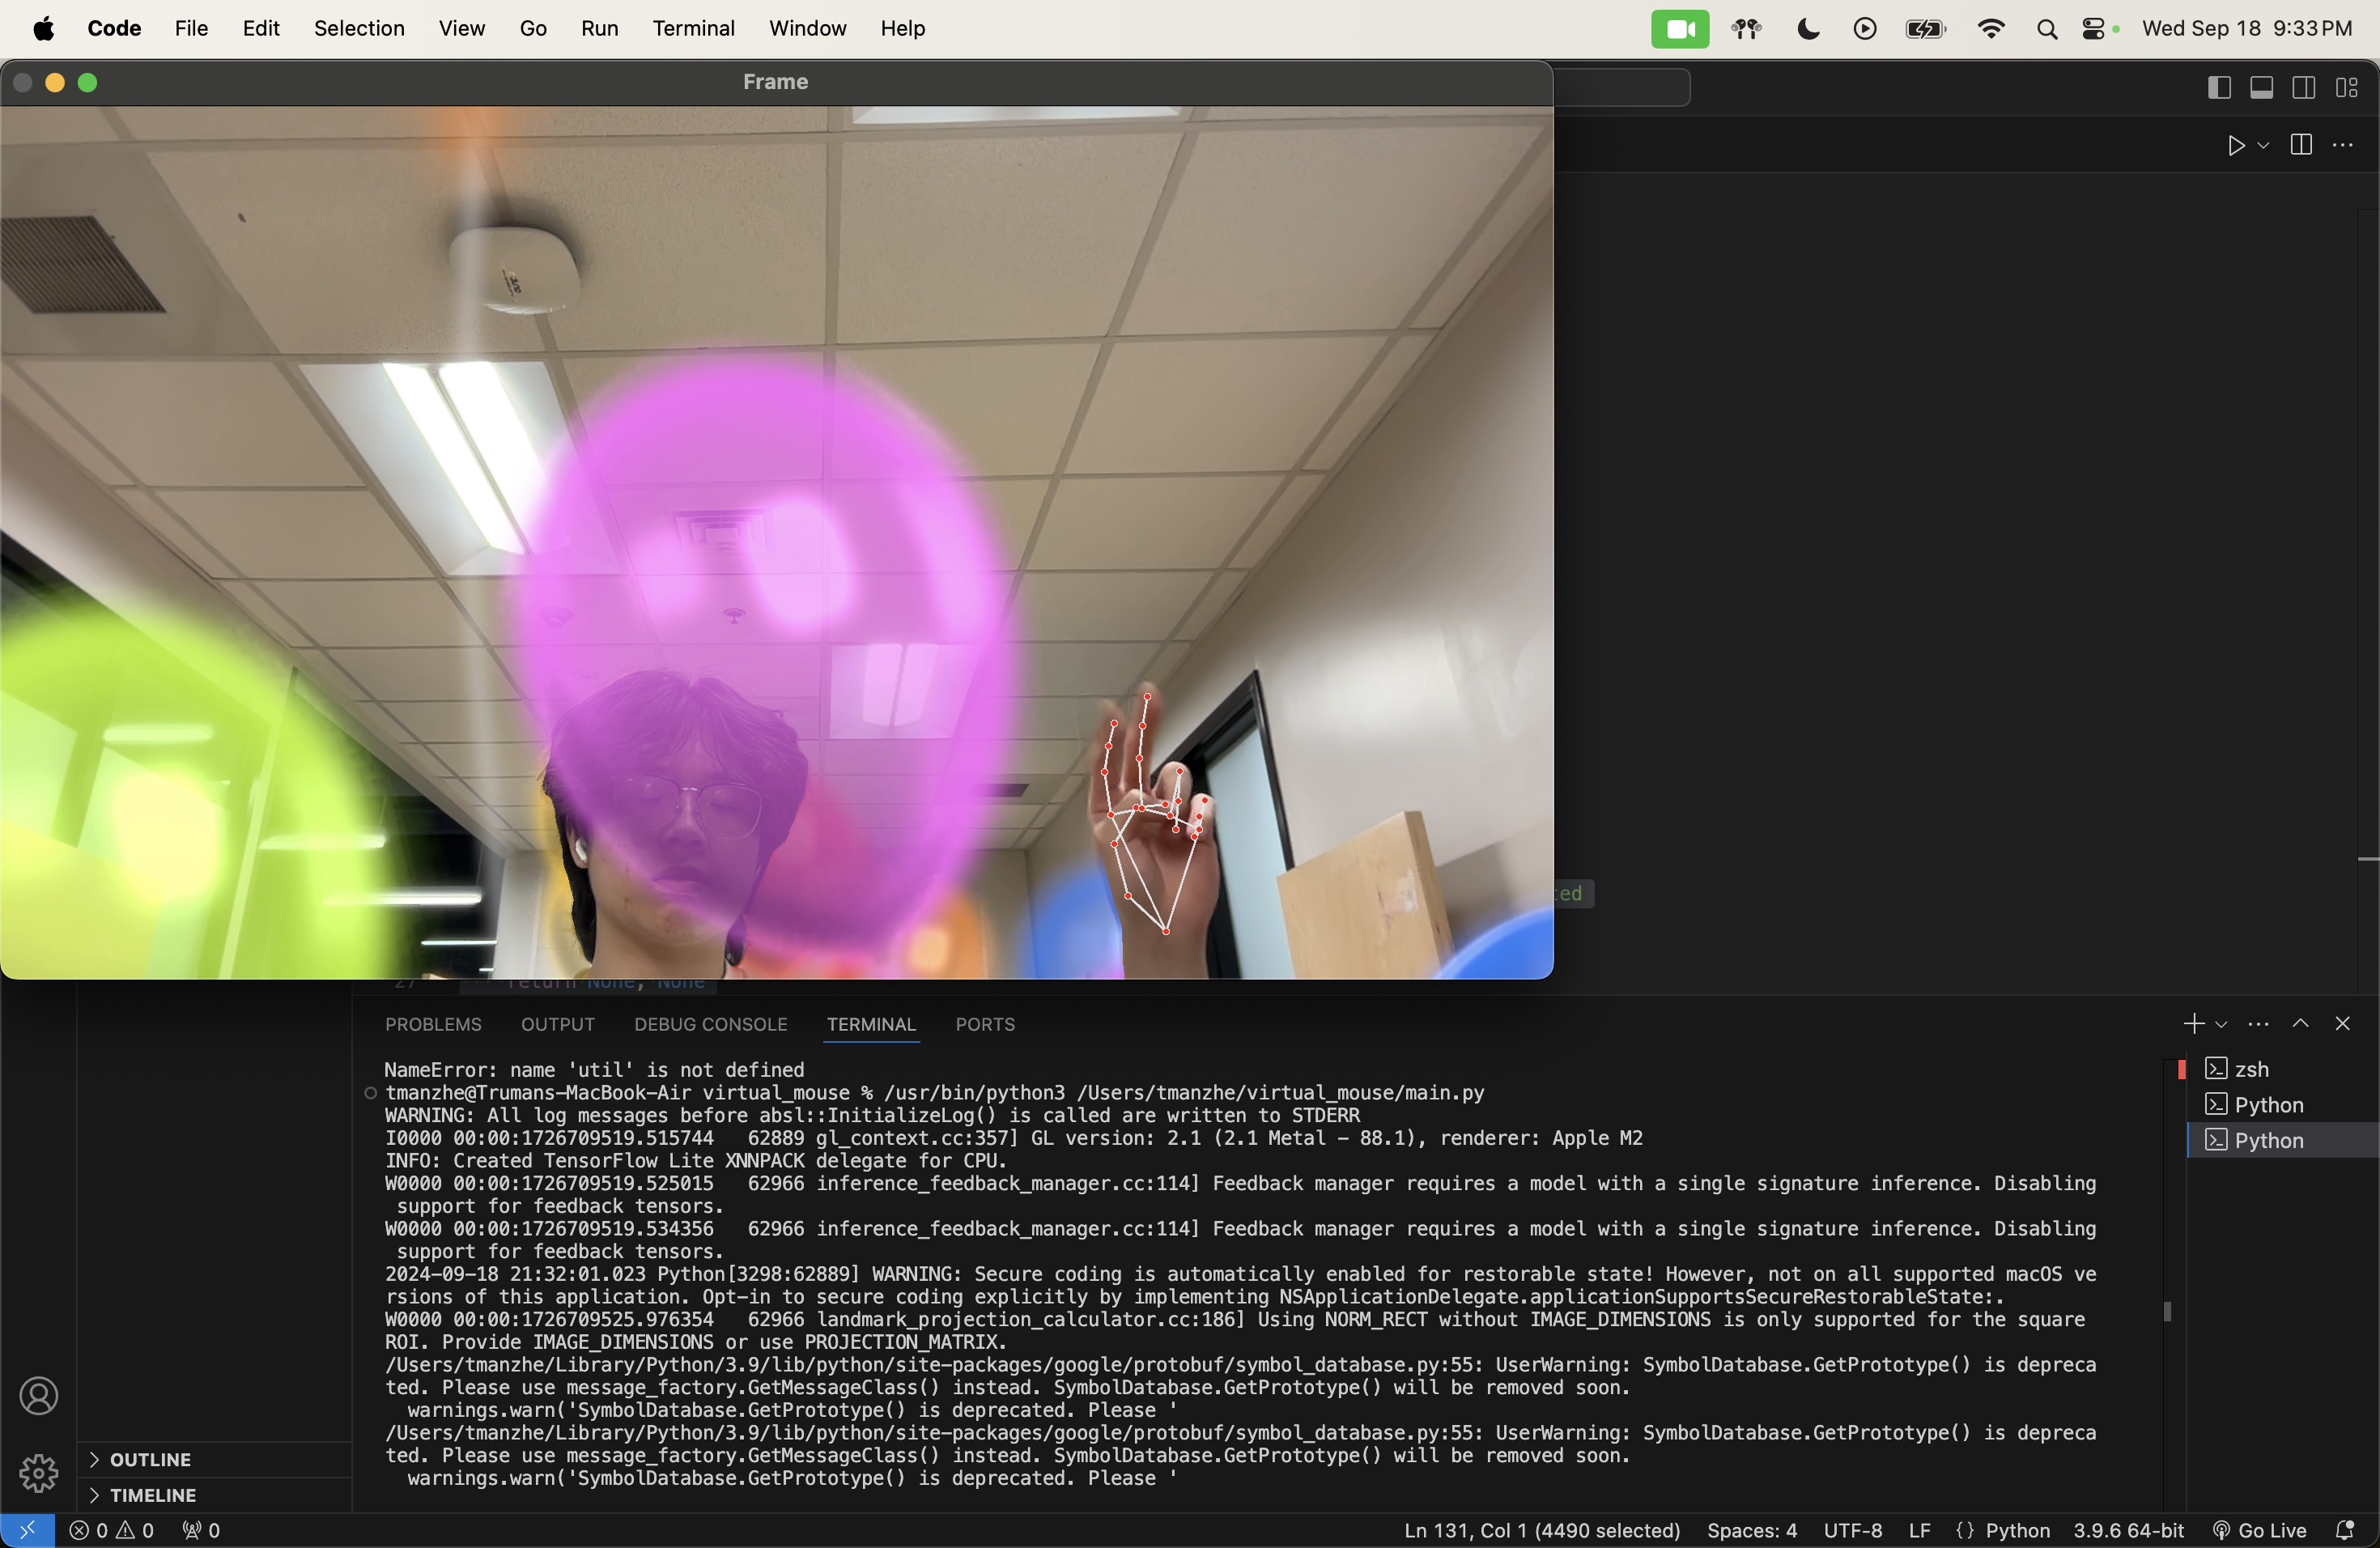 Code File Edit Selection View Go Run Terminal Window Help Wed Sep 18 9:33 PM
Frame
ted
27 return None, None
PROBLEMS OUTPUT DEBUG CONSOLE TERMINAL PORTS
NameError: name 'util' is not defined
tmanzhe@Trumans-MacBook-Air virtual_mouse % /usr/bin/python3 /Users/tmanzhe/virtual_mouse/main.py
WARNING: All log messages before absl::InitializeLog() is called are written to STDERR
I0000 00:00:1726709519.515744   62889 gl_context.cc:357] GL version: 2.1 (2.1 Metal - 88.1), renderer: Apple M2
INFO: Created TensorFlow Lite XNNPACK delegate for CPU.
W0000 00:00:1726709519.525015   62966 inference_feedback_manager.cc:114] Feedback manager requires a model with a single signature inference. Disabling
support for feedback tensors.
W0000 00:00:1726709519.534356   62966 inference_feedback_manager.cc:114] Feedback manager requires a model with a single signature inference. Disabling
support for feedback tensors.
2024-09-18 21:32:01.023 Python[3298:62889] WARNING: Secure coding is automatically enabled for restorable state! However, not on all supported macOS ve
rsions of this application. Opt-in to secure coding explicitly by implementing NSApplicationDelegate.applicationSupportsSecureRestorableState:.
W0000 00:00:1726709525.976354   62966 landmark_projection_calculator.cc:186] Using NORM_RECT without IMAGE_DIMENSIONS is only supported for the square
ROI. Provide IMAGE_DIMENSIONS or use PROJECTION_MATRIX.
/Users/tmanzhe/Library/Python/3.9/lib/python/site-packages/google/protobuf/symbol_database.py:55: UserWarning: SymbolDatabase.GetPrototype() is depreca
ted. Please use message_factory.GetMessageClass() instead. SymbolDatabase.GetPrototype() will be removed soon.
warnings.warn('SymbolDatabase.GetPrototype() is deprecated. Please '
/Users/tmanzhe/Library/Python/3.9/lib/python/site-packages/google/protobuf/symbol_database.py:55: UserWarning: SymbolDatabase.GetPrototype() is depreca
ted. Please use message_factory.GetMessageClass() instead. SymbolDatabase.GetPrototype() will be removed soon.
warnings.warn('SymbolDatabase.GetPrototype() is deprecated. Please '
zsh
Python
Python
OUTLINE
TIMELINE
0 0 0 Ln 131, Col 1 (4490 selected) Spaces: 4 UTF-8 LF {} Python 3.9.6 64-bit Go Live